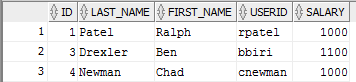 ID LAST_NAME FIRST_NAME USERID SALARY
1 1 Patel Ralph rpatel 1000
2 3 Drexler Ben bbiri 1100
3 4 Newman Chad cnewman 1000